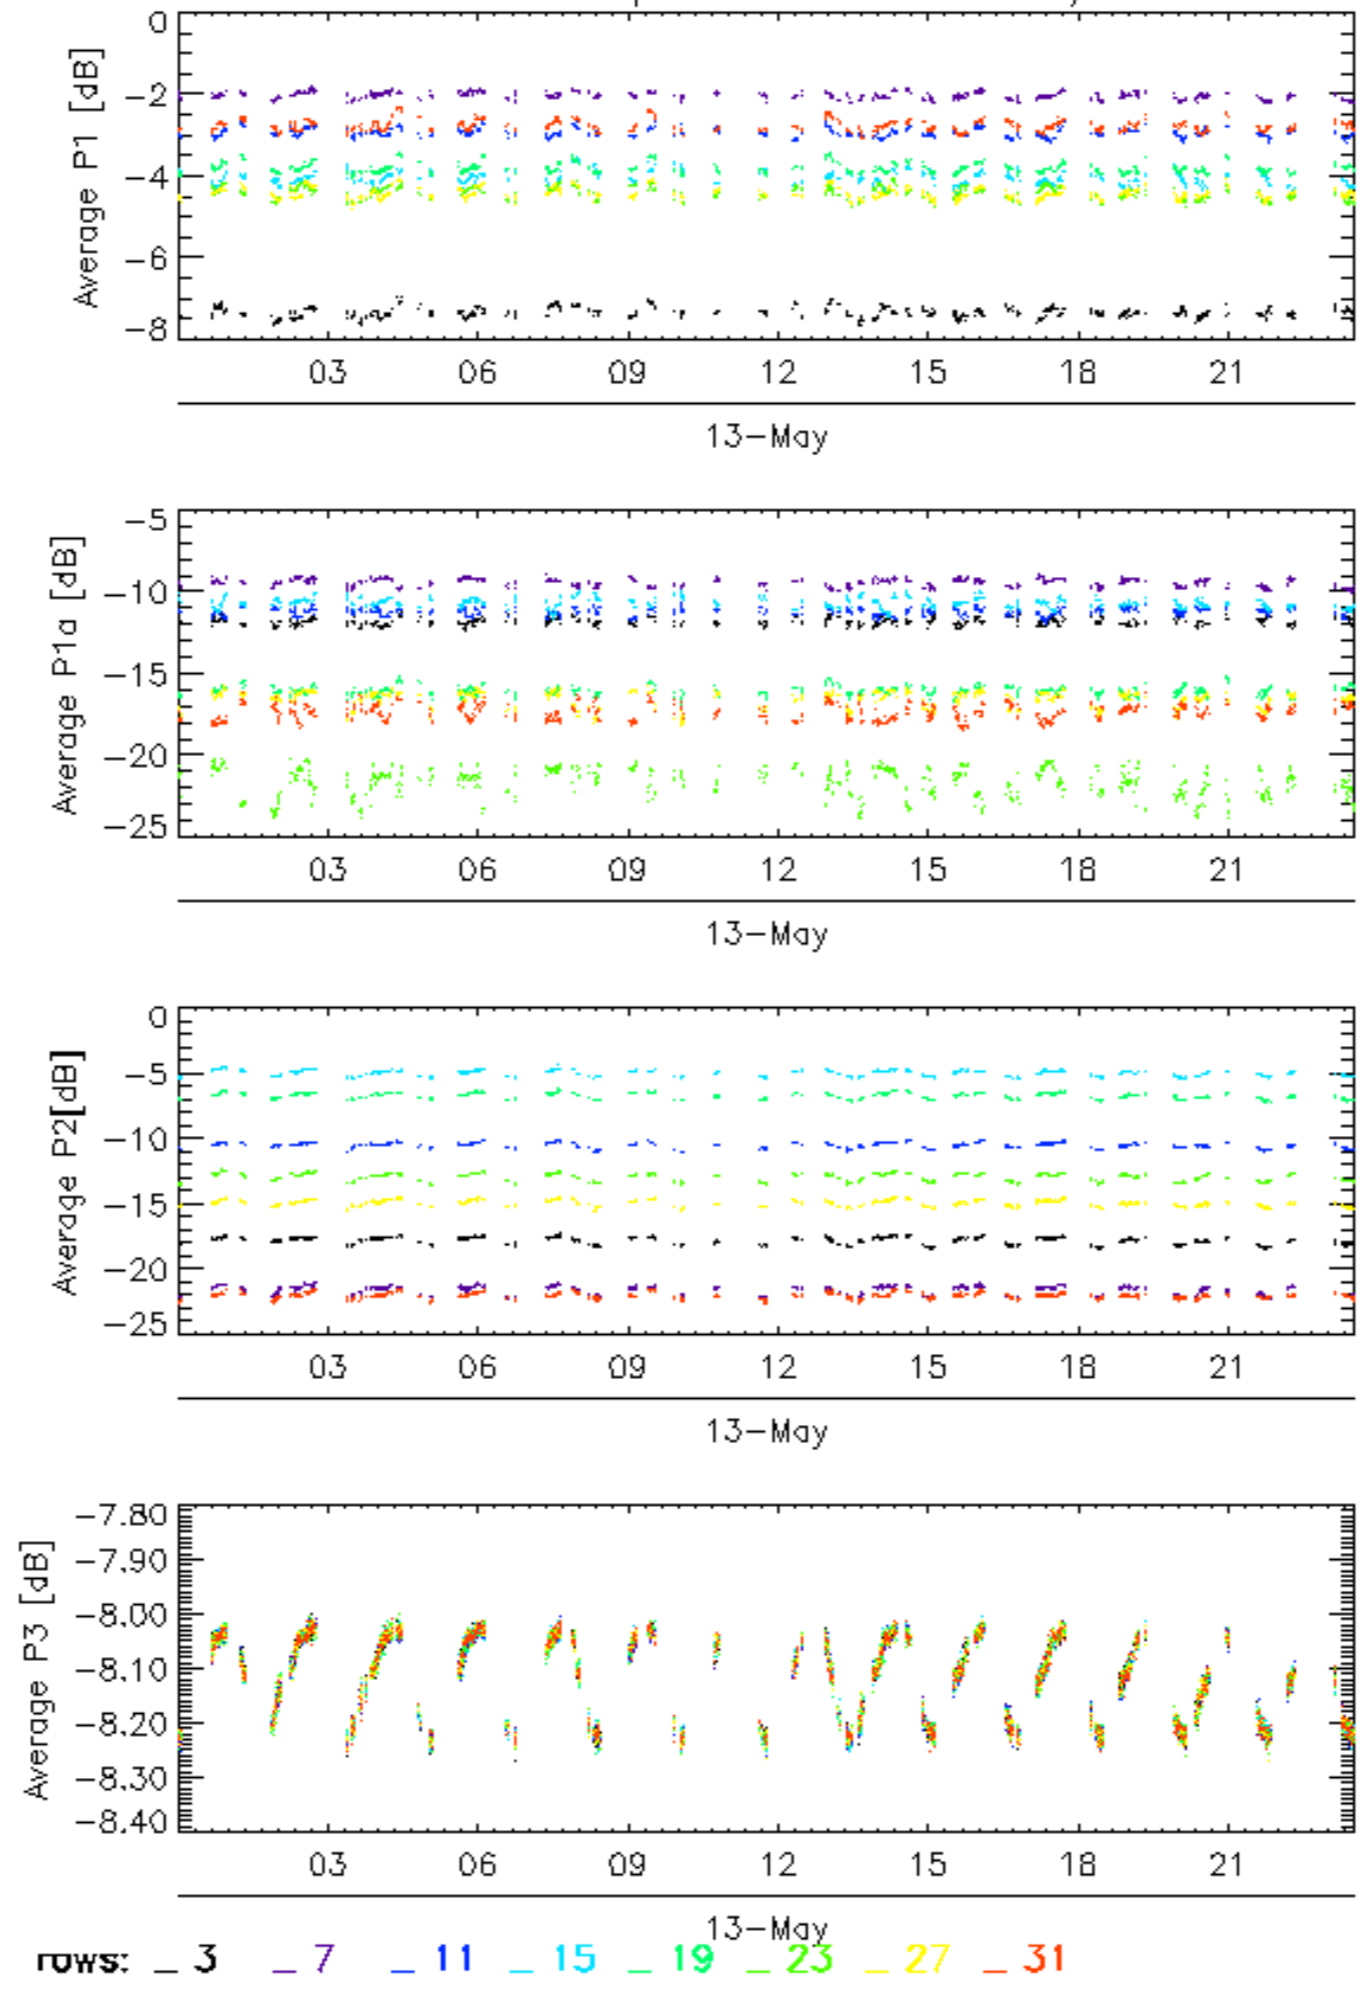 Average P1 [dB]
0
−2
−4
−6
−8
03 06 09 12 15 18 21
13−May
Average P1a [dB]
−5
−10
−15
−20
−25
03 06 09 12 15 18 21
13−May
Average P2[dB]
0
−5
−10
−15
−20
−25
03 06 09 12 15 18 21
13−May
Average P3 [dB]
−7.80
−7.90
−8.00
−8.10
−8.20
−8.30
−8.40
03 06 09 12 15 18 21
13−May
rows: _ 3 _ 7 _ 11 _ 15 _ 19 _ 23 _ 27 _ 31